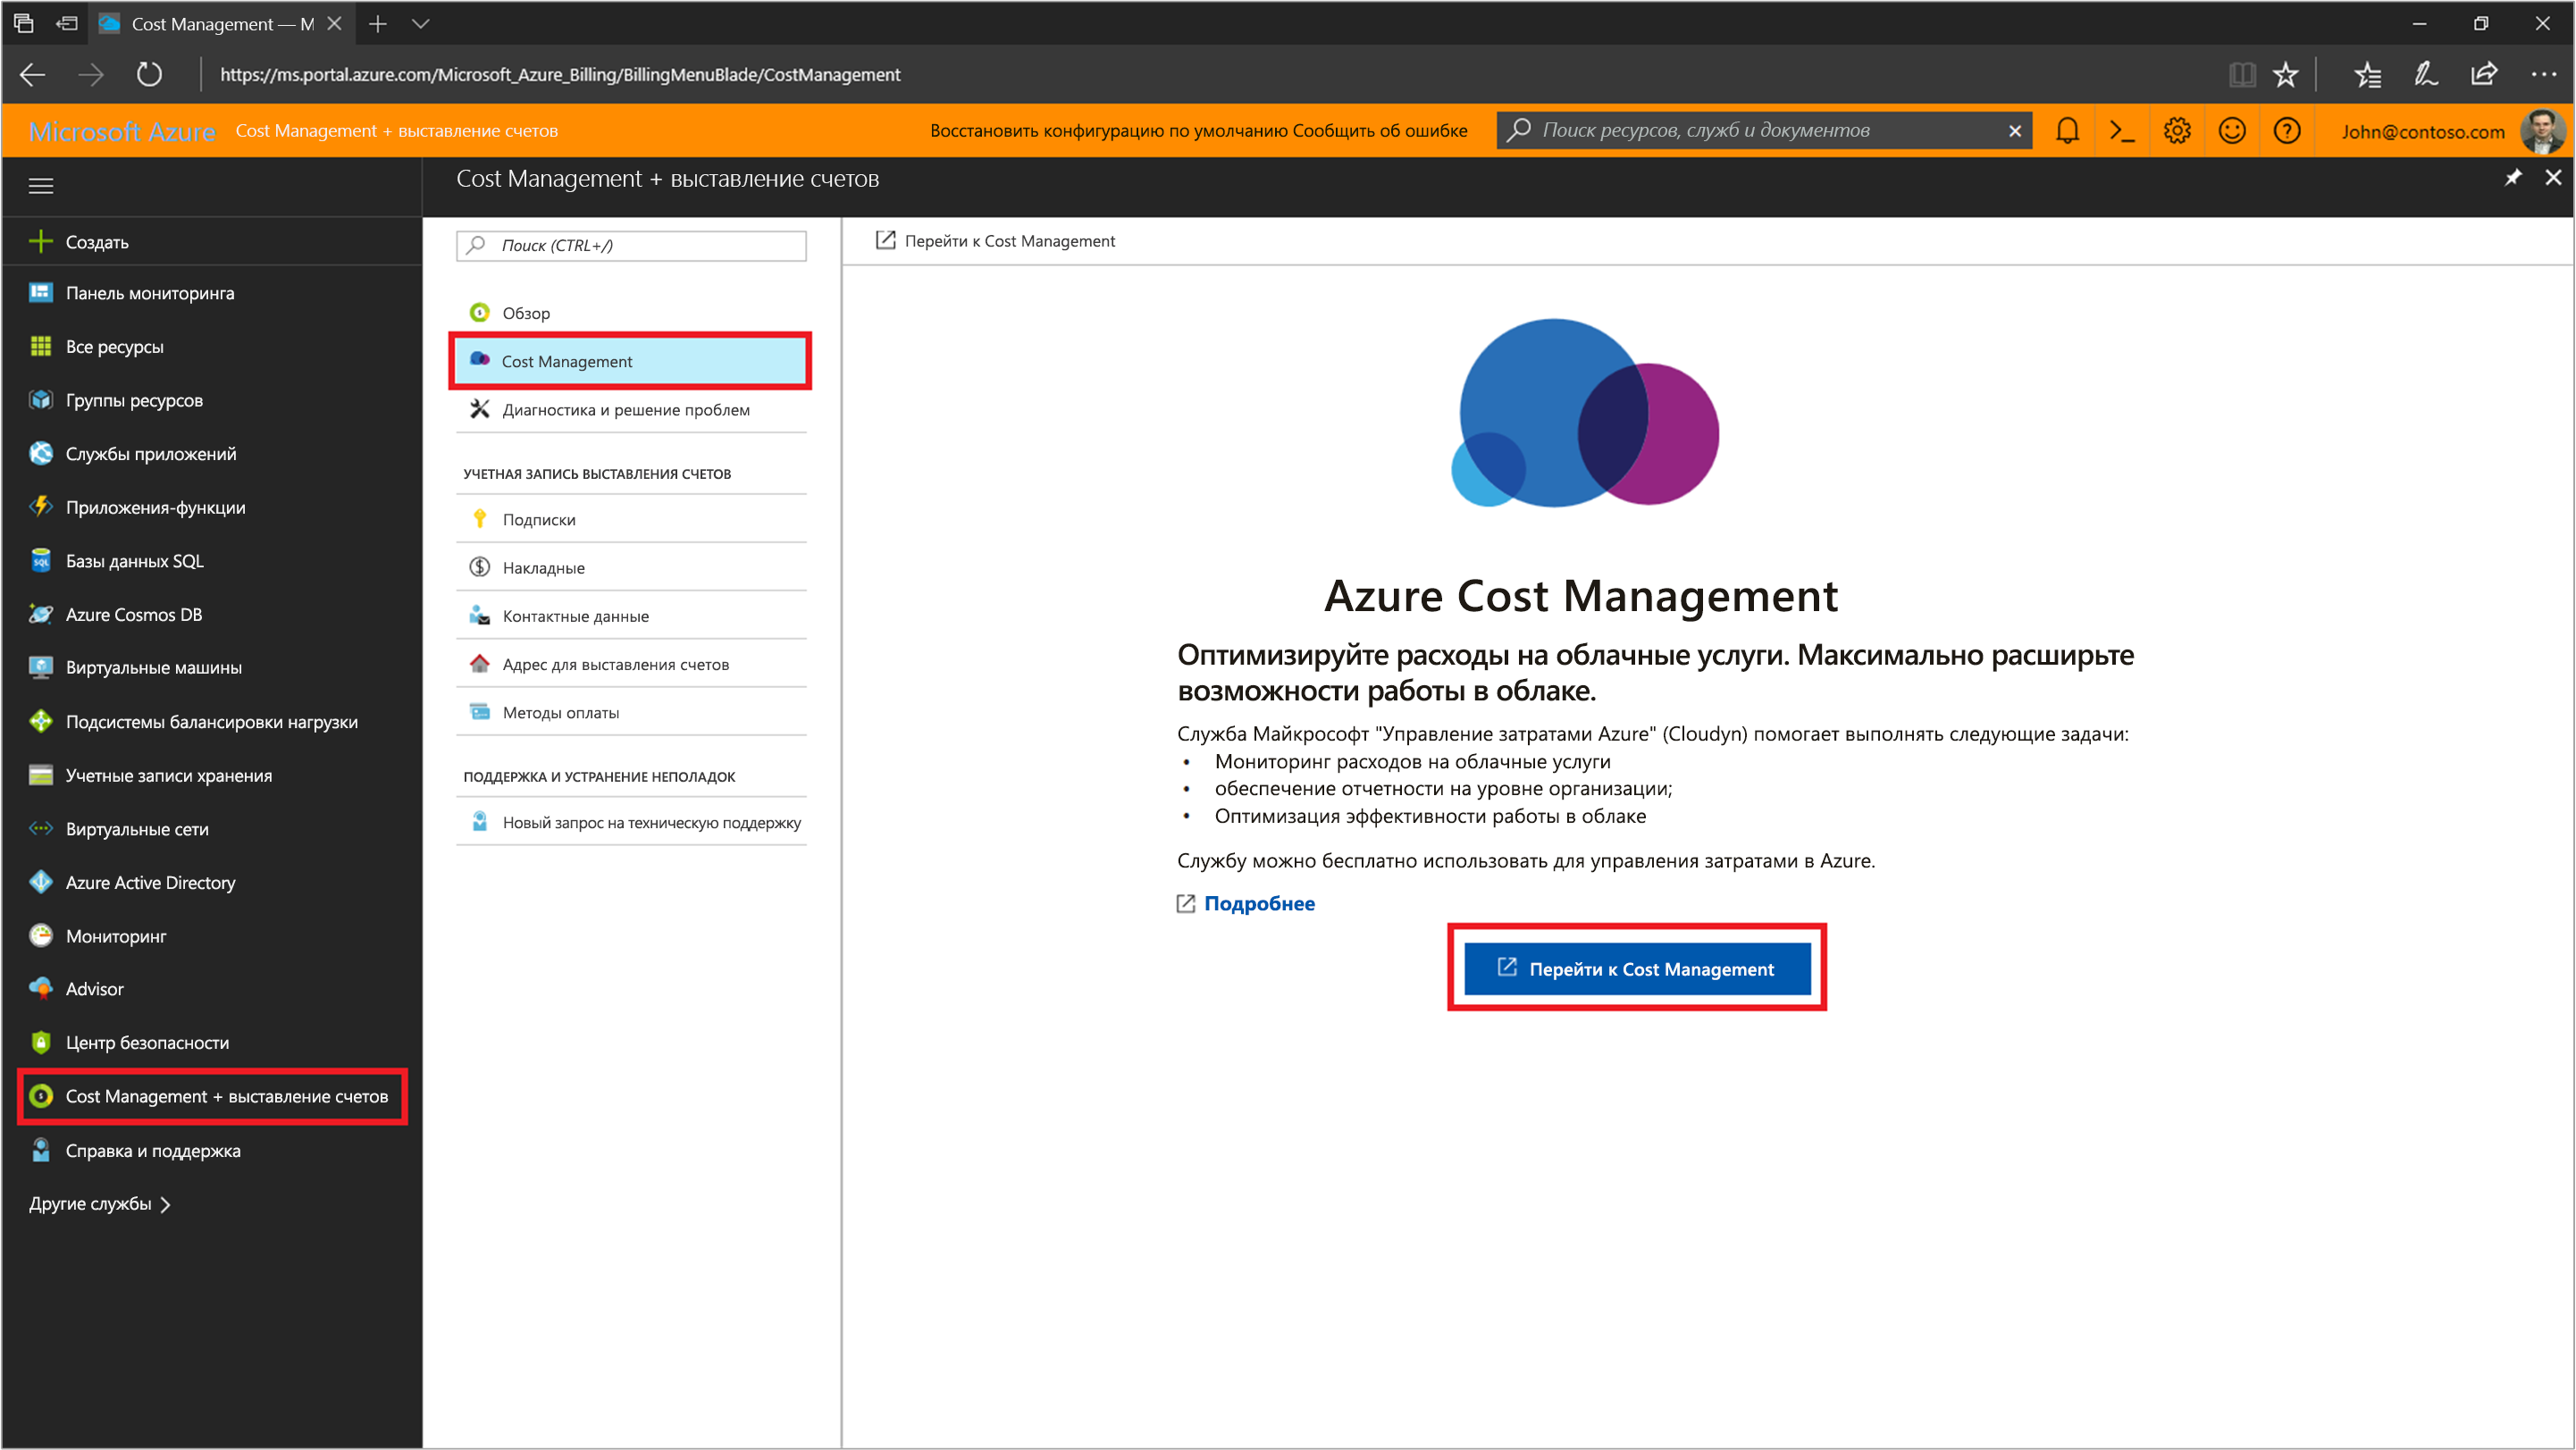 Cost Management — M
https://ms.portal.azure.com/Microsoft_Azure_Billing/BillingMenuBlade/CostManagement
Microsoft Azure
Cost Management + выставление счетов
Восстановить конфигурацию по умолчанию Сообщить об ошибке
Поиск ресурсов, служб и документов
John@contoso.com
Cost Management + выставление счетов
Создать
Панель мониторинга
Все ресурсы
Группы ресурсов
Службы приложений
Приложения-функции
Базы данных SQL
Azure Cosmos DB
Виртуальные машины
Подсистемы балансировки нагрузки
Учетные записи хранения
Виртуальные сети
Azure Active Directory
Мониторинг
Advisor
Центр безопасности
Cost Management + выставление счетов
Справка и поддержка
Другие службы
Поиск (CTRL+/)
Обзор
Cost Management
Диагностика и решение проблем
УЧЕТНАЯ ЗАПИСЬ ВЫСТАВЛЕНИЯ СЧЕТОВ
Подписки
Накладные
Контактные данные
Адрес для выставления счетов
Методы оплаты
ПОДДЕРЖКА И УСТРАНЕНИЕ НЕПОЛАДОК
Новый запрос на техническую поддержку
Перейти к Cost Management
Azure Cost Management
Оптимизируйте расходы на облачные услуги. Максимально расширьте
возможности работы в облаке.
Служба Майкрософт "Управление затратами Azure" (Cloudyn) помогает выполнять следующие задачи:
• Мониторинг расходов на облачные услуги
• обеспечение отчетности на уровне организации;
• Оптимизация эффективности работы в облаке
Службу можно бесплатно использовать для управления затратами в Azure.
Подробнее
Перейти к Cost Management